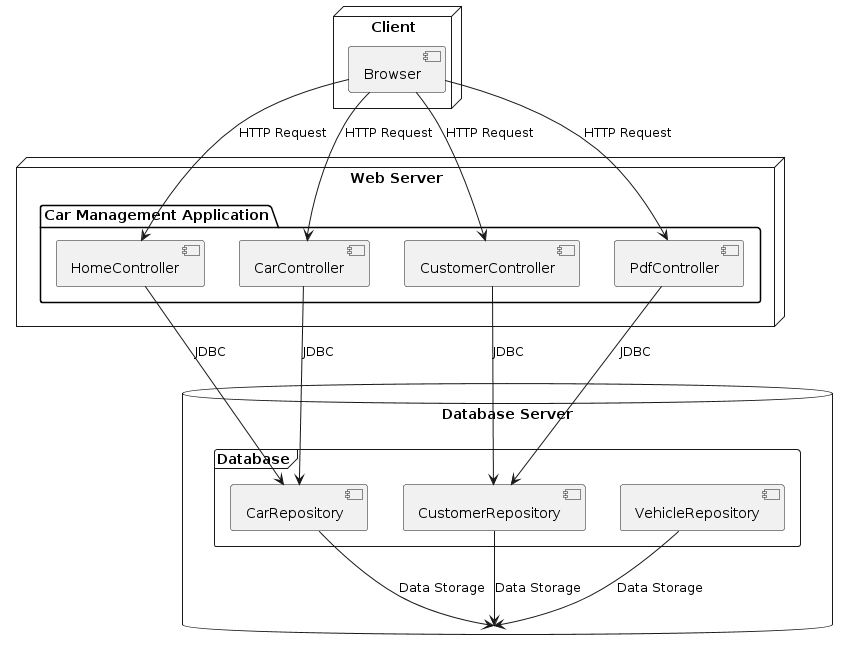 Client
Browser
HTTP Request
HTTP Request
HTTP Request
HTTP Request
Web Server
Car Management Application
HomeController
CarController
CustomerController
PdfController
JDBC
JDBC
JDBC
JDBC
Database Server
Database
CarRepository
CustomerRepository
VehicleRepository
Data Storage
Data Storage
Data Storage